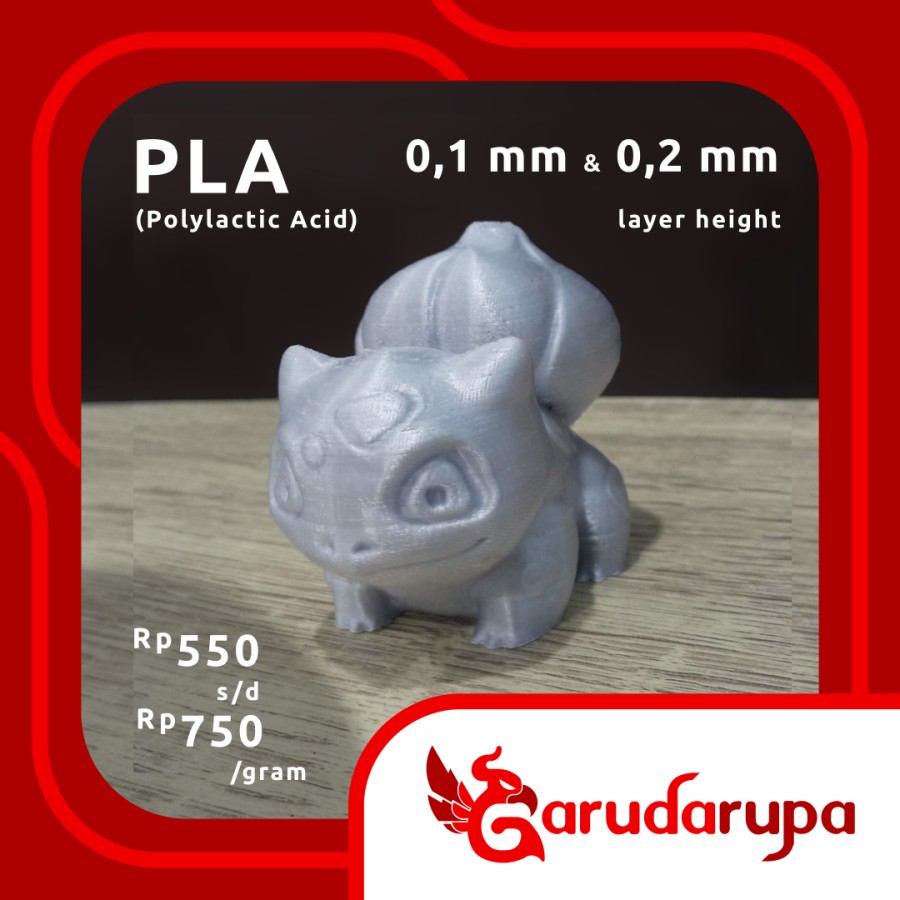 PLA
(Polylactic Acid)
0,1 mm & 0,2 mm
layer height
Rp550
s/d
Rp750
/gram
Garudarupa